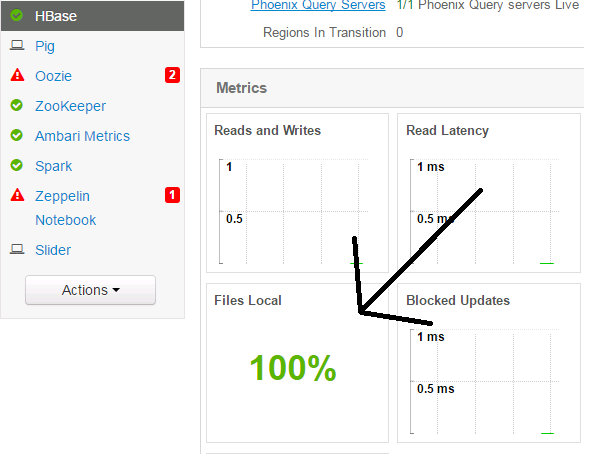 HBase
Pig
Oozie 2
ZooKeeper
Ambari Metrics
Spark
Zeppelin 1
Notebook
Slider
Actions
Phoenix Query Servers 1/1 Phoenix Query servers Live
Regions In Transition 0
Metrics
Reads and Writes
1
0.5
Read Latency
1 ms
0.5 ms
Files Local
100%
Blocked Updates
1 ms
0.5 ms